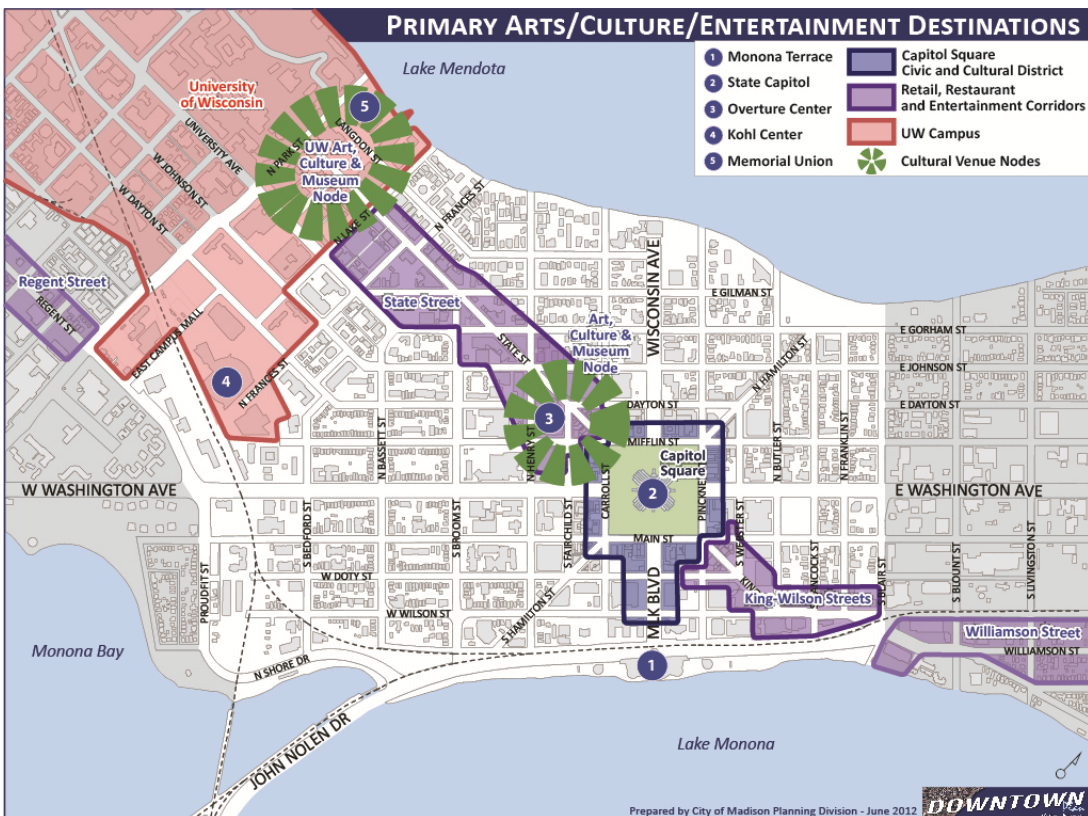 PRIMARY ARTS/CULTURE/ENTERTAINMENT DESTINATIONS
1 Monona Terrace
2 State Capitol
3 Overture Center
4 Kohl Center
5 Memorial Union
Capitol Square
Civic and Cultural District
Retail, Restaurant
and Entertainment Corridors
UW Campus
Cultural Venue Nodes
Lake Mendota
University
of Wisconsin
5
UNIVERSITY AVE
N PARK ST
LANGDON ST
UW Art,
Culture &
Museum
Node
W JOHNSON ST
W DAYTON ST
N LAKE ST
N FRANCES ST
Regent Street
REGENT ST
State Street
STATE ST
WISCONSIN AVE
E GILMAN ST
Art,
Culture &
Museum
Node
E GORHAM ST
EAST CAMPUS MALL
N FRANCES ST
4
N HAMILTON ST
E JOHNSON ST
3
DAYTON ST
E DAYTON ST
MIFFLIN ST
N BASSETT ST
N HENRY ST
Capitol
Square
N BUTLER ST
N FRANKLIN ST
W WASHINGTON AVE
E WASHINGTON AVE
CARROLL ST
2
S BEDFORD ST
S BROOM ST
S FAIRCHILD ST
MAIN ST
W DOTY ST
PROUDFIT ST
MLK BLVD
S BLAIR ST
S BLOUNT ST
S LIVINGSTON ST
King-Wilson Streets
W WILSON ST
S HAMILTON ST
Williamson Street
WILLIAMSON ST
Monona Bay
N SHORE DR
1
JOHN NOLEN DR
Lake Monona
Prepared by City of Madison Planning Division - June 2012
DOWNTOWN